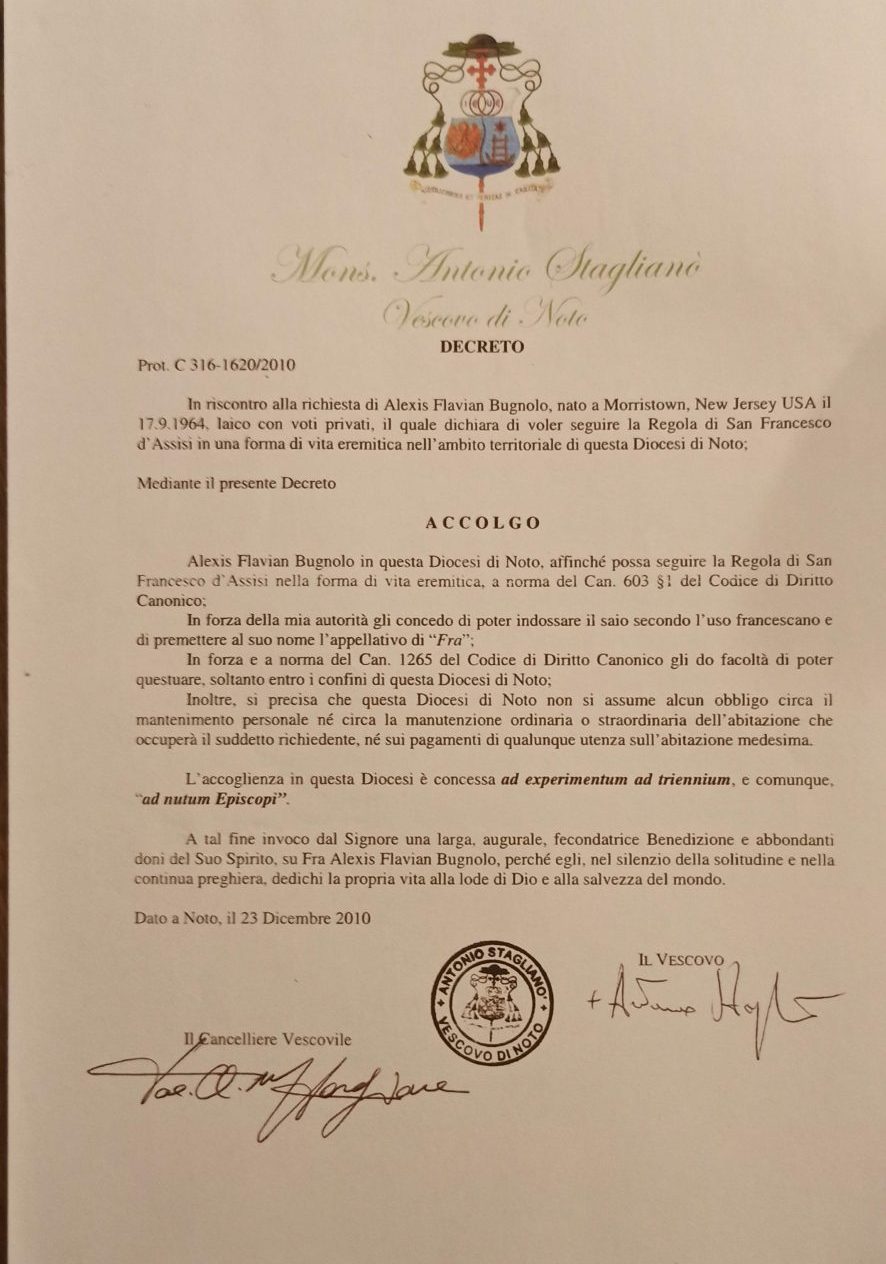 Mons. Antonio Staglianò
Vescovo di Noto
DECRETO
Prot. C 316-1620/2010
In riscontro alla richiesta di Alexis Flavian Bugnolo, nato a Morristown, New Jersey USA il
17.9.1964, laico con voti privati, il quale dichiara di voler seguire la Regola di San Francesco
d'Assisi in una forma di vita eremitica nell'ambito territoriale di questa Diocesi di Noto;
Mediante il presente Decreto
ACCOLGO
Alexis Flavian Bugnolo in questa Diocesi di Noto, affinché possa seguire la Regola di San
Francesco d'Assisi nella forma di vita eremitica, a norma del Can. 603 §1 del Codice di Diritto
Canonico;
In forza della mia autorità gli concedo di poter indossare il saio secondo l'uso francescano e
di premettere al suo nome l'appellativo di “Fra”;
In forza e a norma del Can. 1265 del Codice di Diritto Canonico gli do facoltà di poter
questuare, soltanto entro i confini di questa Diocesi di Noto;
Inoltre, si precisa che questa Diocesi di Noto non si assume alcun obbligo circa il
mantenimento personale né circa la manutenzione ordinaria o straordinaria dell'abitazione che
occuperà il suddetto richiedente, né sui pagamenti di qualunque utenza sull'abitazione medesima.
L'accoglienza in questa Diocesi è concessa ad experimentum ad triennium, e comunque,
“ad nutum Episcopi”.
A tal fine invoco dal Signore una larga, augurale, fecondatrice Benedizione e abbondanti
doni del Suo Spirito, su Fra Alexis Flavian Bugnolo, perché egli, nel silenzio della solitudine e nella
continua preghiera, dedichi la propria vita alla lode di Dio e alla salvezza del mondo.
Dato a Noto, il 23 Dicembre 2010
IL VESCOVO
+ Antonio
ANTONIO STAGLIANO'
VESCOVO DI NOTO
Il Cancelliere Vescovile